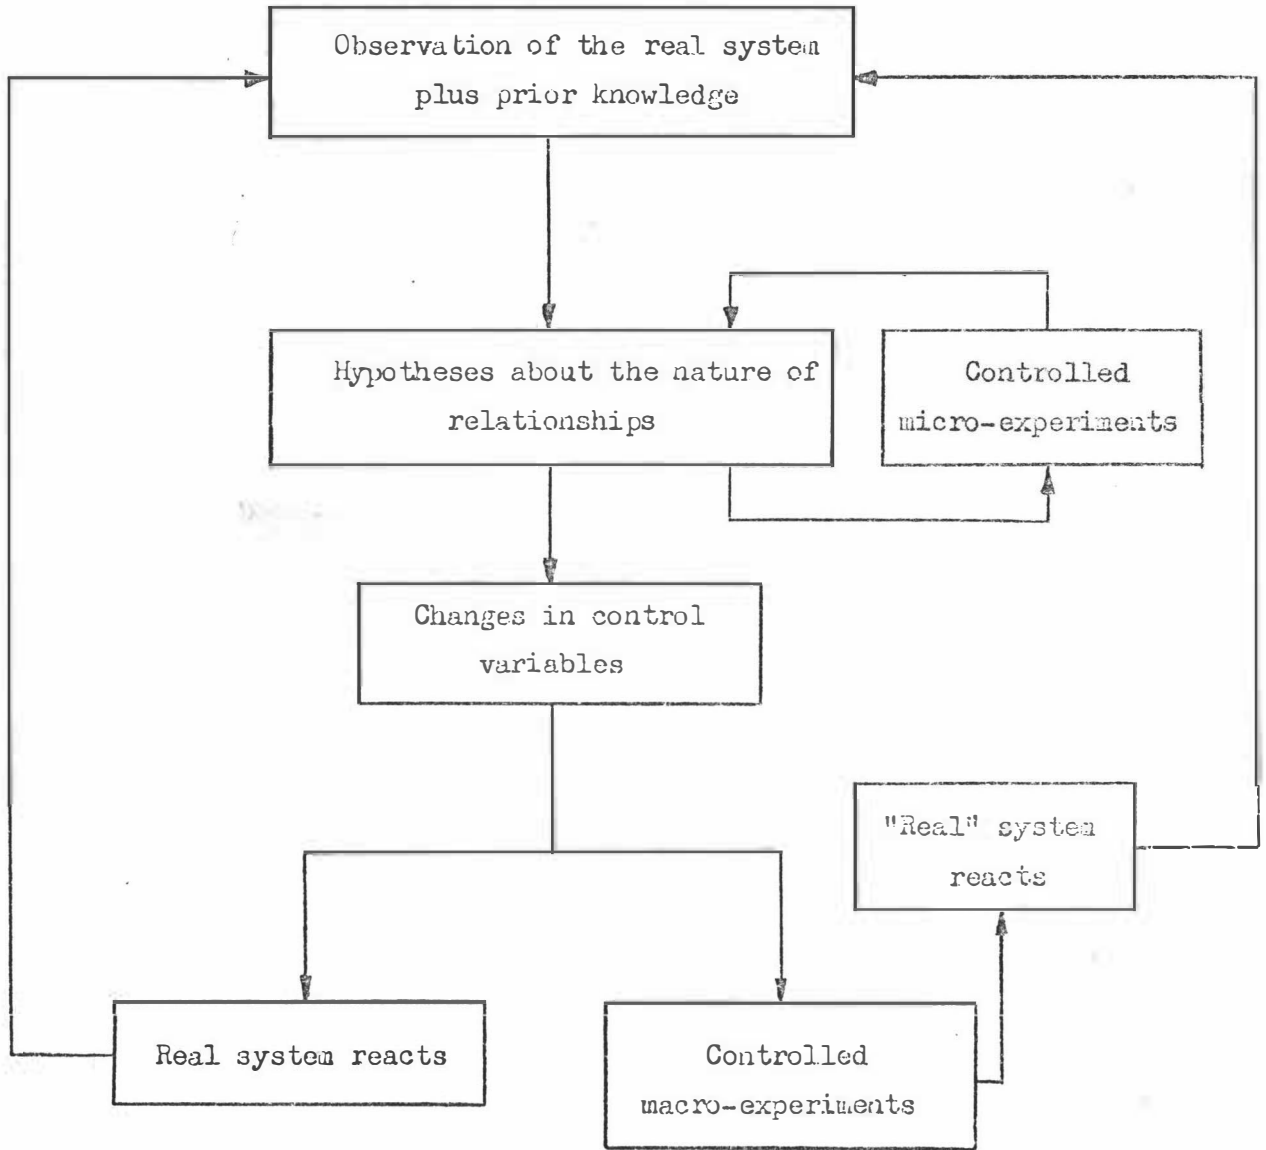 Observation of the real system
plus prior knowledge
Hypotheses about the nature of
relationships
Controlled
micro-experiments
Changes in control
variables
"Real" system
reacts
Real system reacts
Controlled
macro-experiments